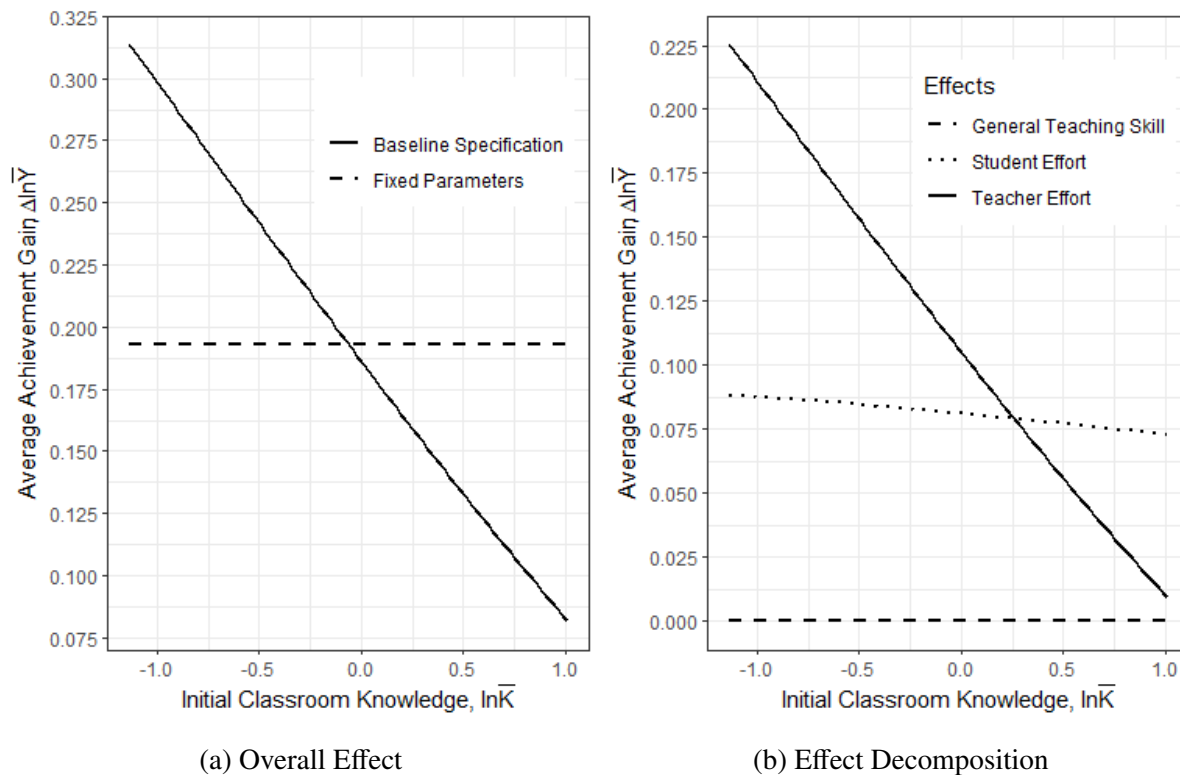 0.325
0.300
0.275
0.250
0.225
0.200
0.175
0.150
0.125
0.100
0.075
Average Achievement Gain, ΔlnY̅
Baseline Specification
Fixed Parameters
-1.0 -0.5 0.0 0.5 1.0
Initial Classroom Knowledge, lnK̅
(a) Overall Effect
0.225
0.200
0.175
0.150
0.125
0.100
0.075
0.050
0.025
0.000
Average Achievement Gain, ΔlnY̅
Effects
General Teaching Skill
Student Effort
Teacher Effort
-1.0 -0.5 0.0 0.5 1.0
Initial Classroom Knowledge, lnK̅
(b) Effect Decomposition